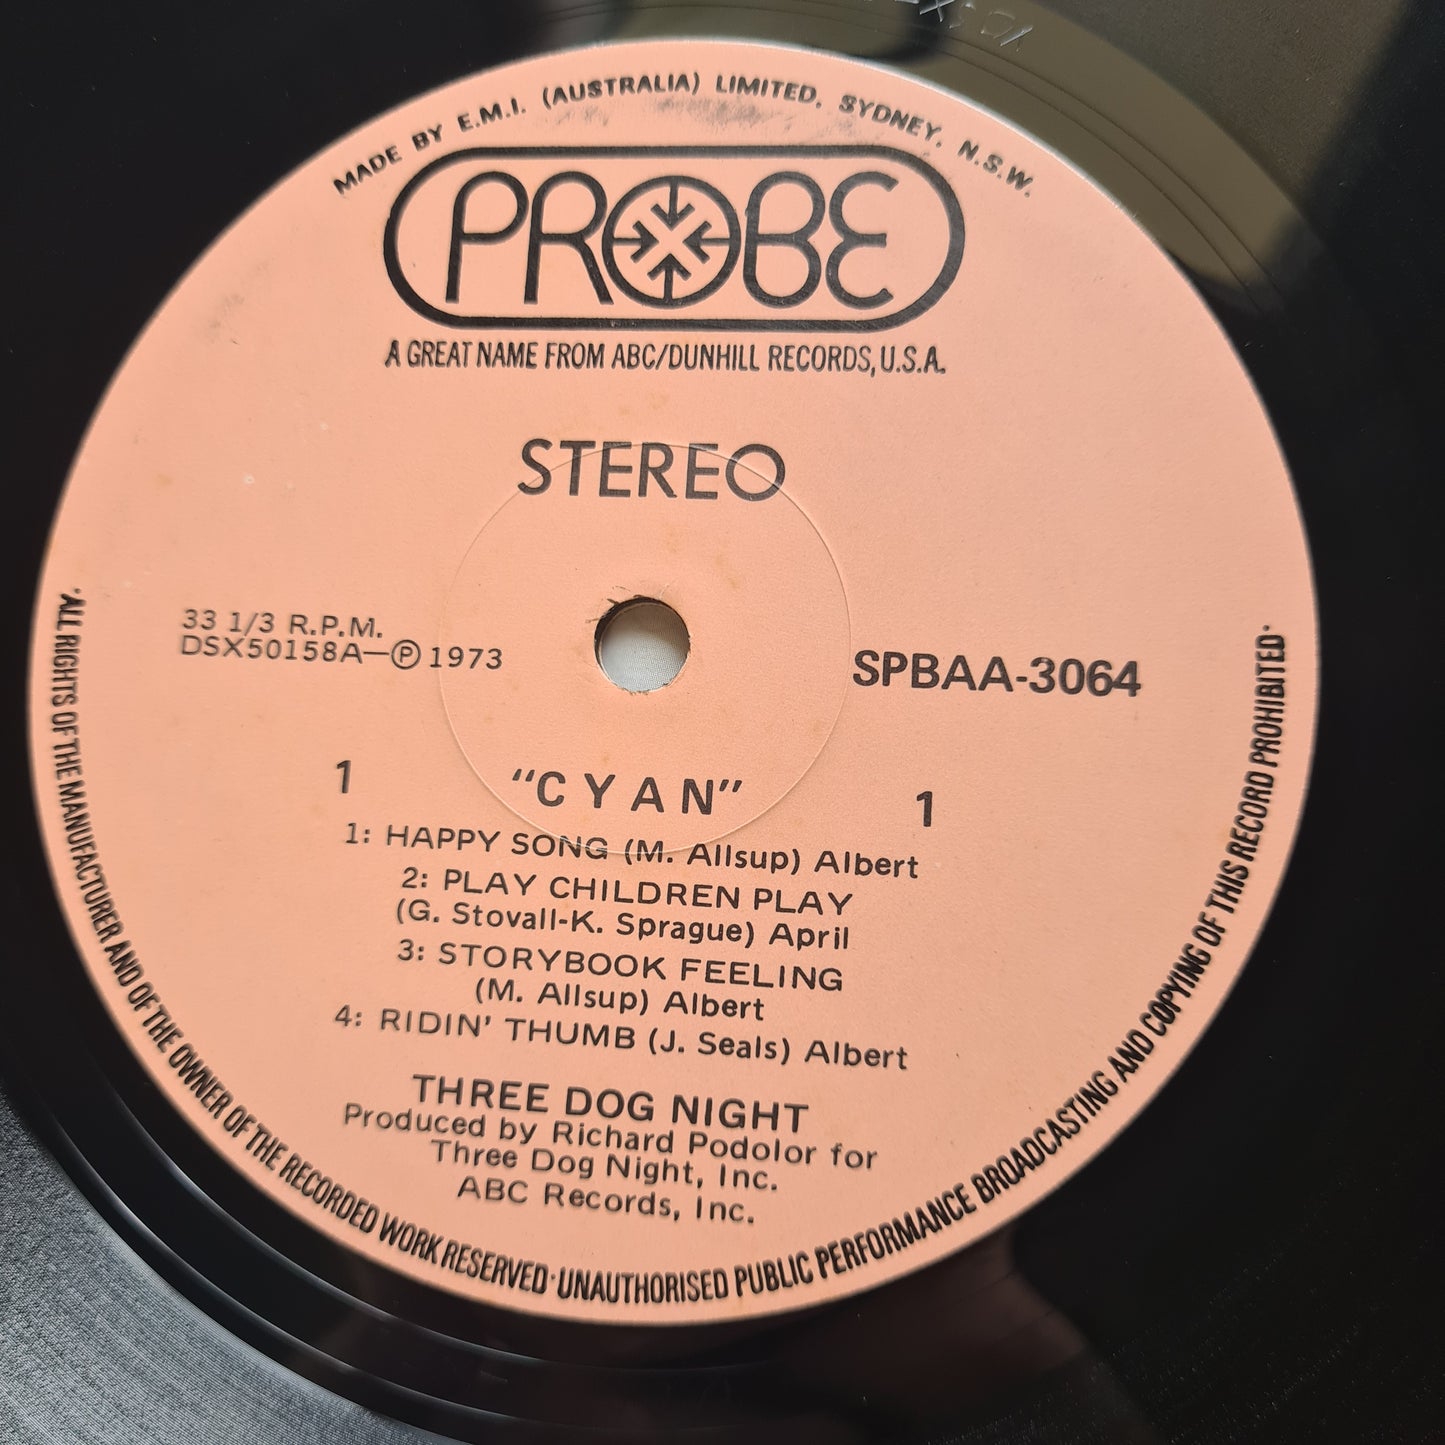 MADE BY E.M.I. (AUSTRALIA) LIMITED. SYDNEY. N.S.W.
PROBE
A GREAT NAME FROM ABC/DUNHILL RECORDS, U.S.A.
STEREO
33 1/3 R.P.M.
DSX50158A—℗ 1973
SPBAA-3064
1 "CYAN" 1
1: HAPPY SONG (M. Allsup) Albert
2: PLAY CHILDREN PLAY
(G. Stovall-K. Sprague) April
3: STORYBOOK FEELING
(M. Allsup) Albert
4: RIDIN' THUMB (J. Seals) Albert
THREE DOG NIGHT
Produced by Richard Podolor for
Three Dog Night, Inc.
ABC Records, Inc.
·ALL RIGHTS OF THE MANUFACTURER AND OF THE OWNER OF THE RECORDED WORK RESERVED·UNAUTHORISED PUBLIC PERFORMANCE BROADCASTING AND COPYING OF THIS RECORD PROHIBITED·